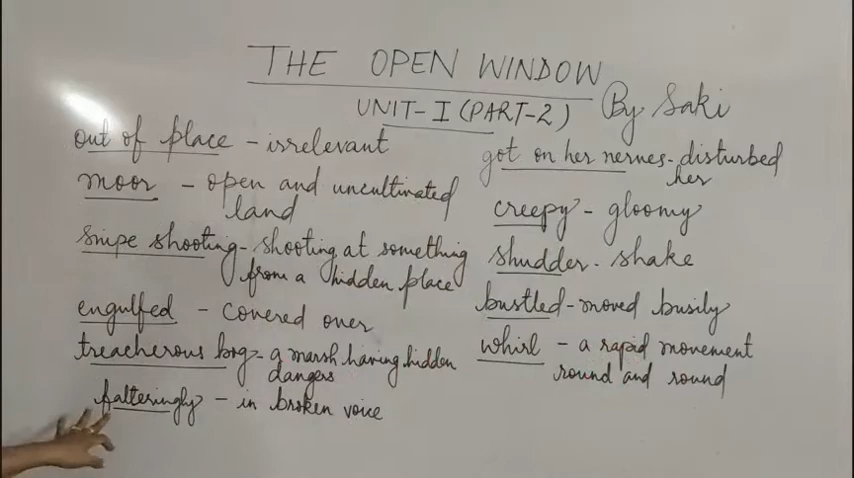 THE OPEN WINDOW
UNIT-I (PART-2) By Saki
out of place - irrelevant
moor - open and uncultivated
land
snipe shooting - shooting at something
from a hidden place
engulfed - covered over
treacherous bog - a marsh having hidden
dangers
falteringly - in broken voice
got on her nerves - disturbed
her
creepy - gloomy
shudder - shake
bustled - moved busily
whirl - a rapid movement
round and round